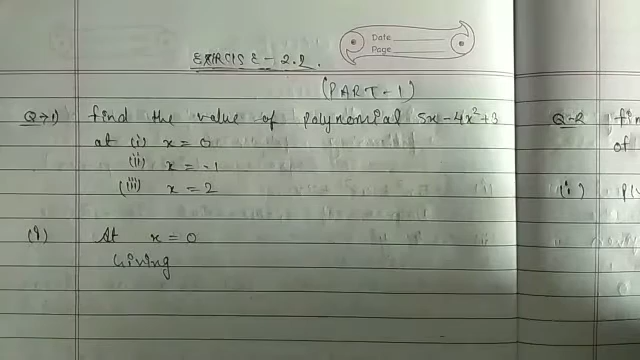 Date
Page
EXERCISE - 2.2.
(PART-1)
Q→1) find the value of polynomial 5x - 4x² + 3
at (i) x = 0
(ii) x = -1
(iii) x = 2
(i) At x = 0
Giving
Q-2 fin
of
(i) P(